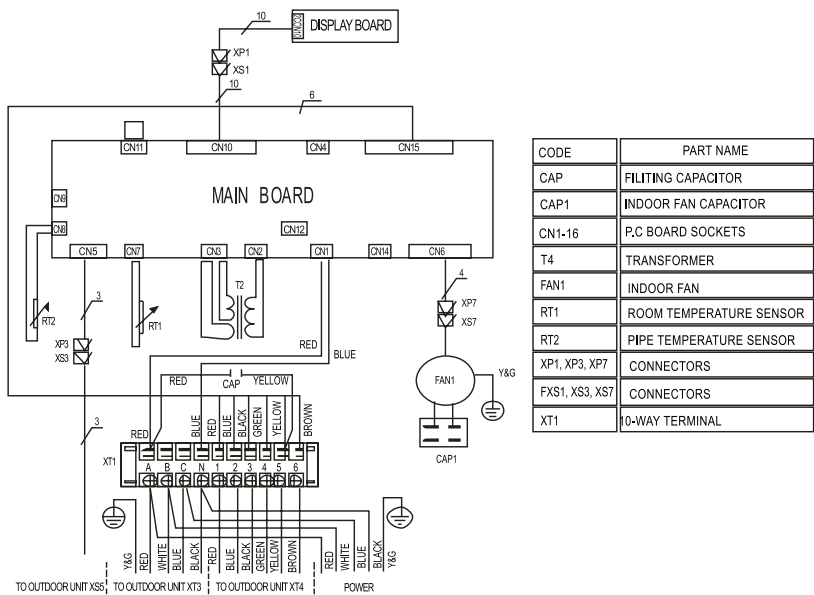 10
DISPLAY BOARD
XP1
XS1
10
6
CN11
CN10
CN4
CN15
MAIN BOARD
CN9
CN8
CN12
CN5
CN7
CN3
CN2
CN1
CN14
CN6
RT2
3
RT1
T2
4
XP7
XS7
XP3
XS3
RED
BLUE
RED
CAP
YELLOW
FAN1
Y&G
CAP1
3
RED
BLUE
RED
BLUE
BLACK
GREEN
YELLOW
BROWN
XT1
A B C N 1 2 3 4 5 6
Y&G
RED
WHITE
BLUE
BLACK
RED
BLUE
BLACK
GREEN
YELLOW
BROWN
RED
WHITE
BLUE
BLACK
Y&G
TO OUTDOOR UNIT XS5
TO OUTDOOR UNIT XT3
TO OUTDOOR UNIT XT4
POWER
CODE PART NAME
CAP FILITING CAPACITOR
CAP1 INDOOR FAN CAPACITOR
CN1-16 P.C BOARD SOCKETS
T4 TRANSFORMER
FAN1 INDOOR FAN
RT1 ROOM TEMPERATURE SENSOR
RT2 PIPE TEMPERATURE SENSOR
XP1, XP3, XP7 CONNECTORS
FXS1, XS3, XS7 CONNECTORS
XT1 10-WAY TERMINAL